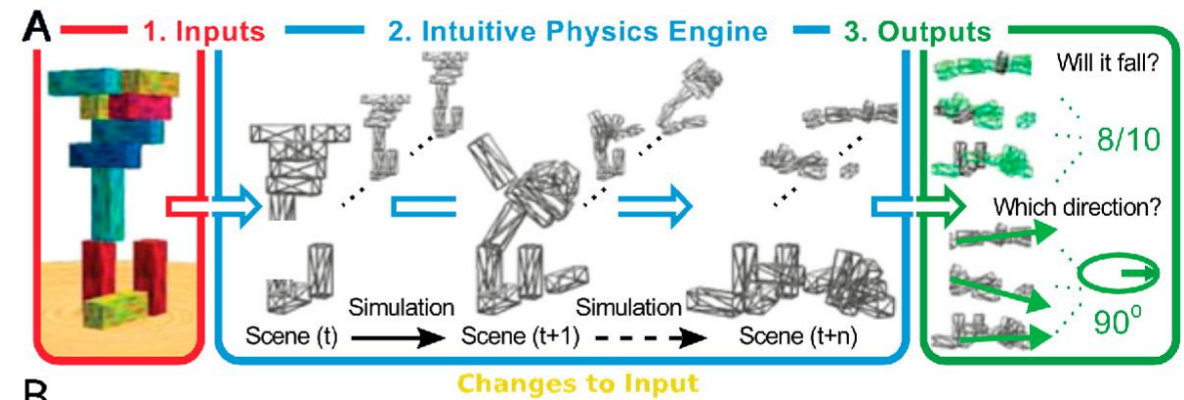 A
1. Inputs
2. Intuitive Physics Engine
3. Outputs
Will it fall?
8/10
Which direction?
90°
Simulation
Simulation
Scene (t)
Scene (t+1)
Scene (t+n)
Changes to Input
B